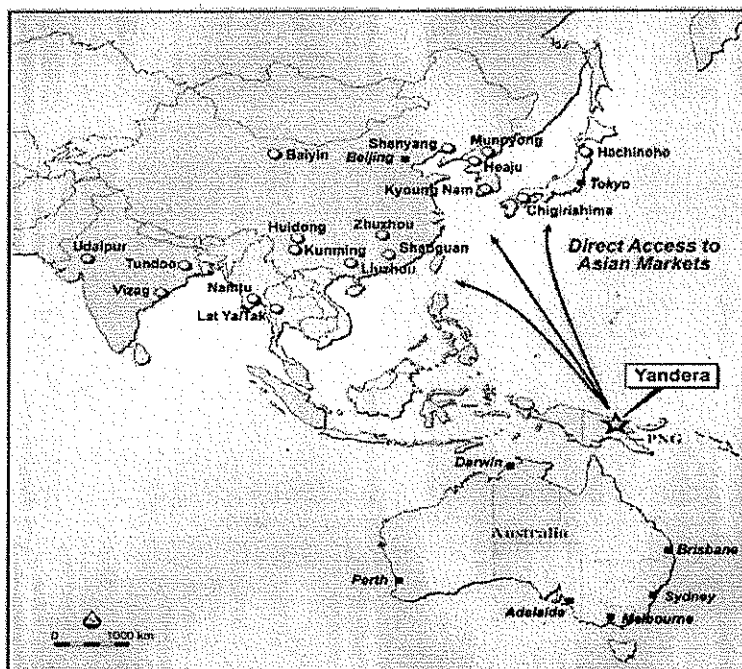 Shenyang
Munpyong
Baiyin
Beijing
Heaju
Hachinohe
Kyoung Nam
Tokyo
Chigirishima
Huidong
Zhuzhou
Direct Access to
Asian Markets
Udaipur
Kunming
Shaoguan
Tundoo
Liuzhou
Vizag
Namtu
Lat Ya/Tak
Yandera
PNG
Darwin
Australia
Brisbane
Perth
Sydney
Adelaide
Melbourne
0 1000 km